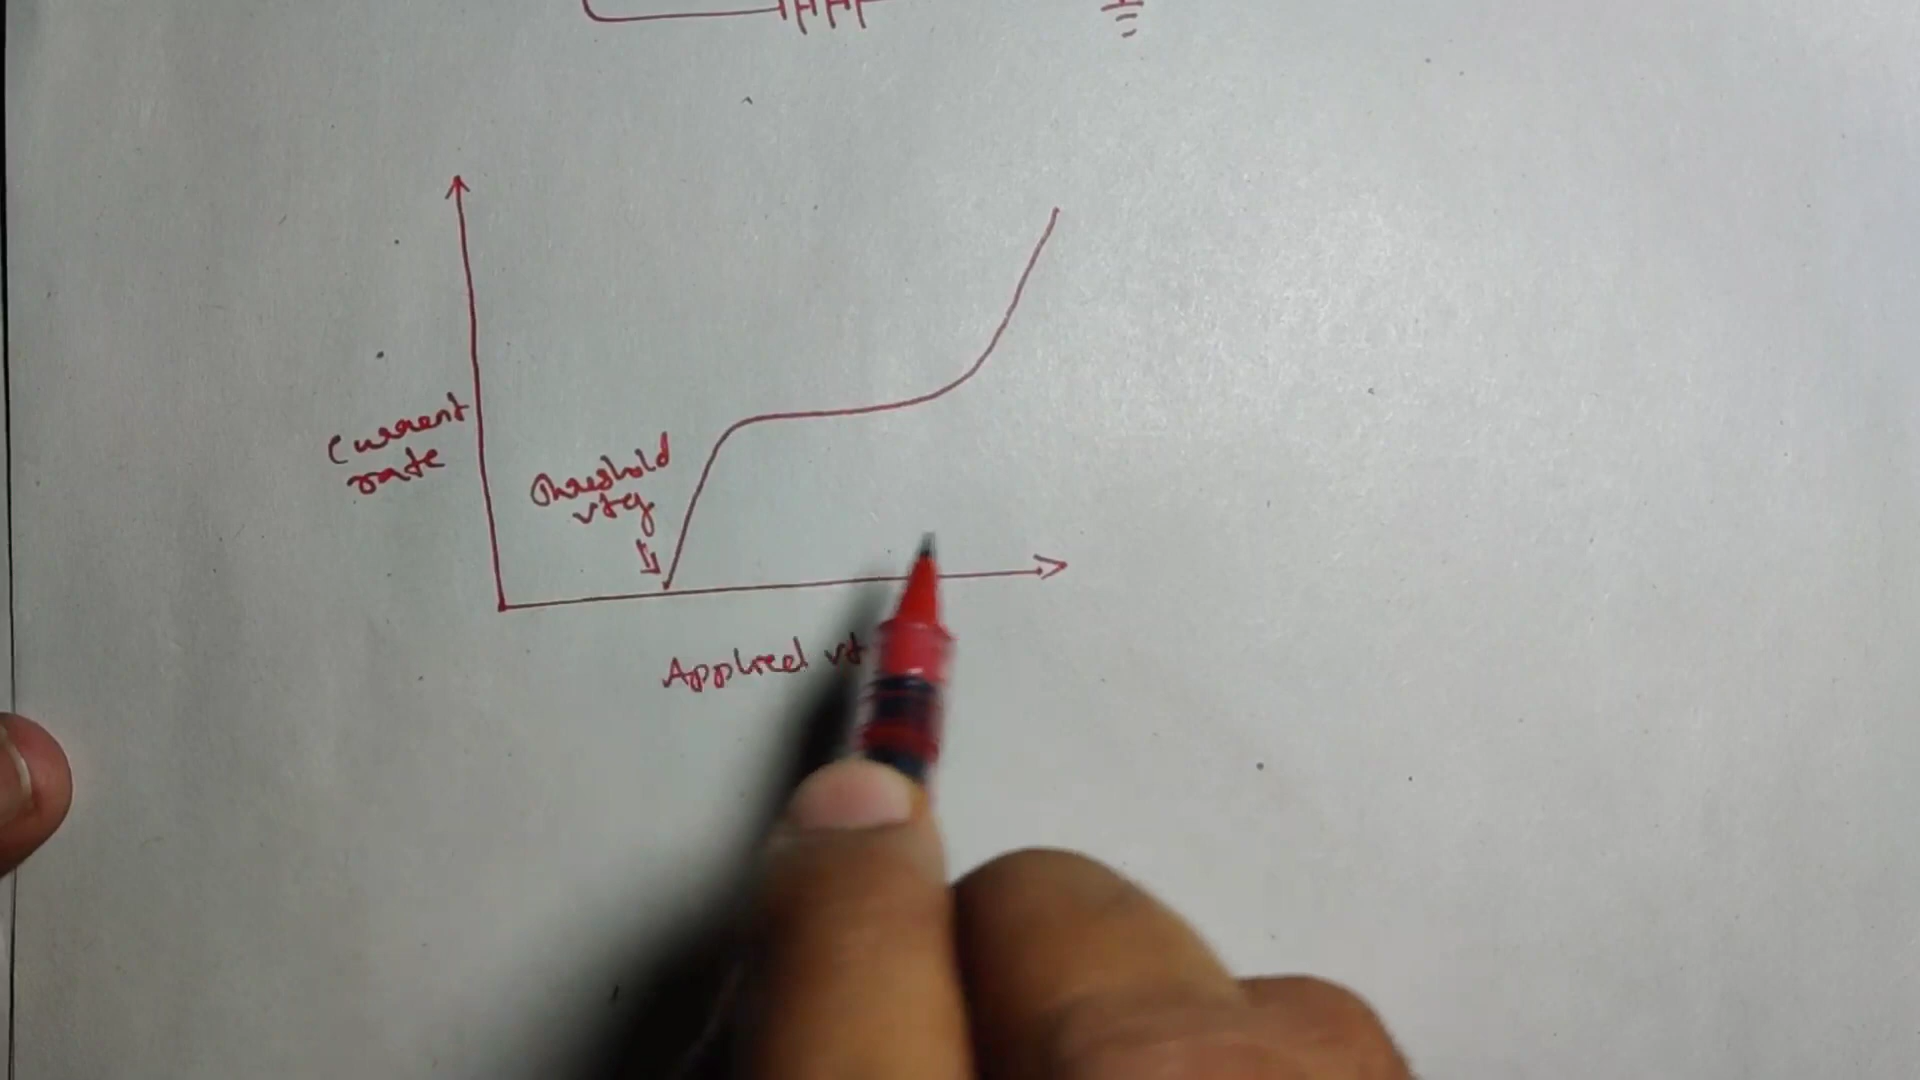 Current
rate
Threshold
vtg
Applied vt